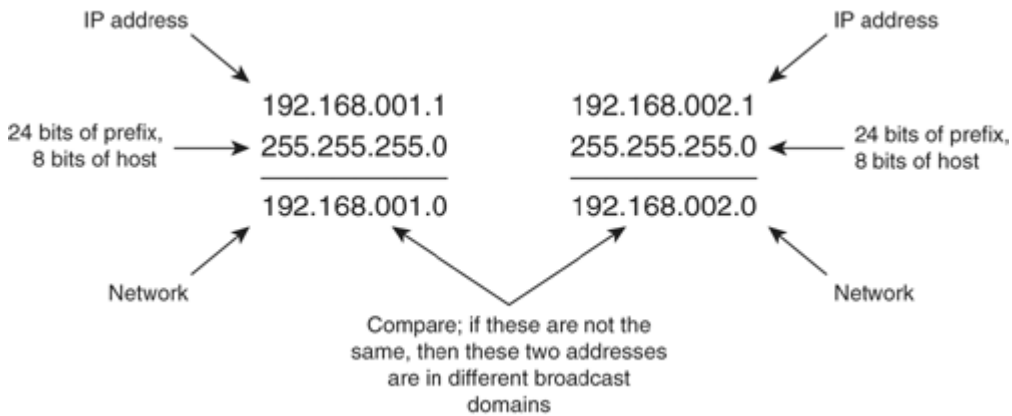 IP address
IP address
192.168.001.1
192.168.002.1
24 bits of prefix,
8 bits of host
255.255.255.0
255.255.255.0
24 bits of prefix,
8 bits of host
192.168.001.0
192.168.002.0
Network
Network
Compare; if these are not the
same, then these two addresses
are in different broadcast
domains